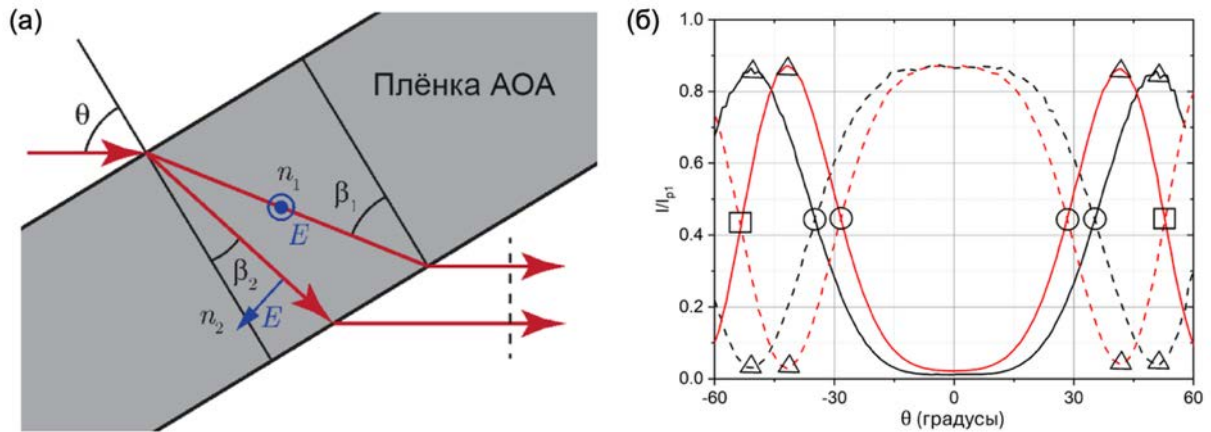 (а)
Плёнка АОА
θ
n₁
E
β₁
β₂
n₂
E
(б)
I/Iₚ₁
1.0
0.8
0.6
0.4
0.2
0.0
-60 -30 0 30 60
θ (градусы)